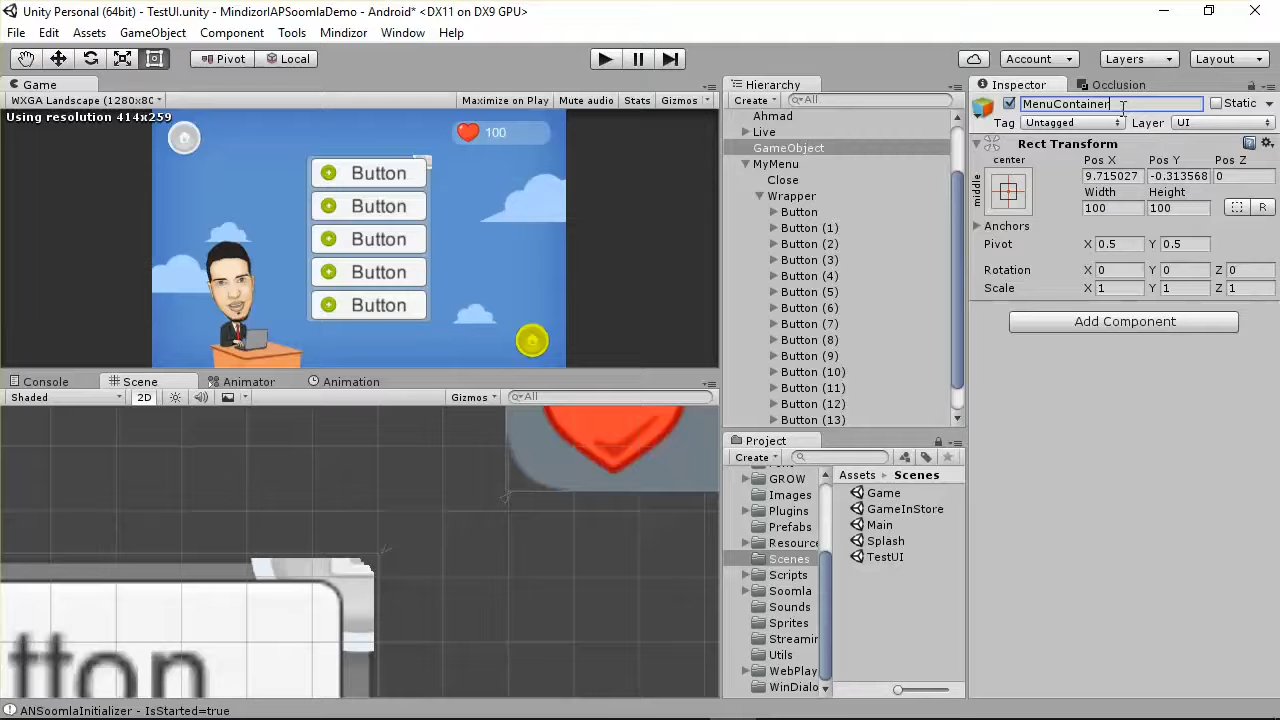 Unity Personal (64bit) - TestUI.unity - MindizorIAPSoomlaDemo - Android* <DX11 on DX9 GPU>
File Edit Assets GameObject Component Tools Mindizor Window Help
Pivot Local Account Layers Layout
Game
WXGA Landscape (1280x80 Maximize on Play Mute audio Stats Gizmos
Using resolution 414x259
100
Button
Button
Button
Button
Button
Console Scene Animator Animation
Shaded 2D Gizmos All
tton
Hierarchy
Create All
Ahmad
Live
GameObject
MyMenu
Close
Wrapper
Button
Button (1)
Button (2)
Button (3)
Button (4)
Button (5)
Button (6)
Button (7)
Button (8)
Button (9)
Button (10)
Button (11)
Button (12)
Button (13)
Project
Create
GROW
Images
Plugins
Prefabs
Resource
Scenes
Scripts
Soomla
Sounds
Sprites
Streamin
Utils
WebPlay
WinDialo
Assets Scenes
Game
GameInStore
Main
Splash
TestUI
Inspector Occlusion
MenuContainer Static
Tag Untagged Layer UI
Rect Transform
center
middle
Pos X Pos Y Pos Z
9.715027 -0.313568 0
Width Height
100 100
R
Anchors
Pivot X 0.5 Y 0.5
Rotation X 0 Y 0 Z 0
Scale X 1 Y 1 Z 1
Add Component
ANSoomlaInitializer - IsStarted=true